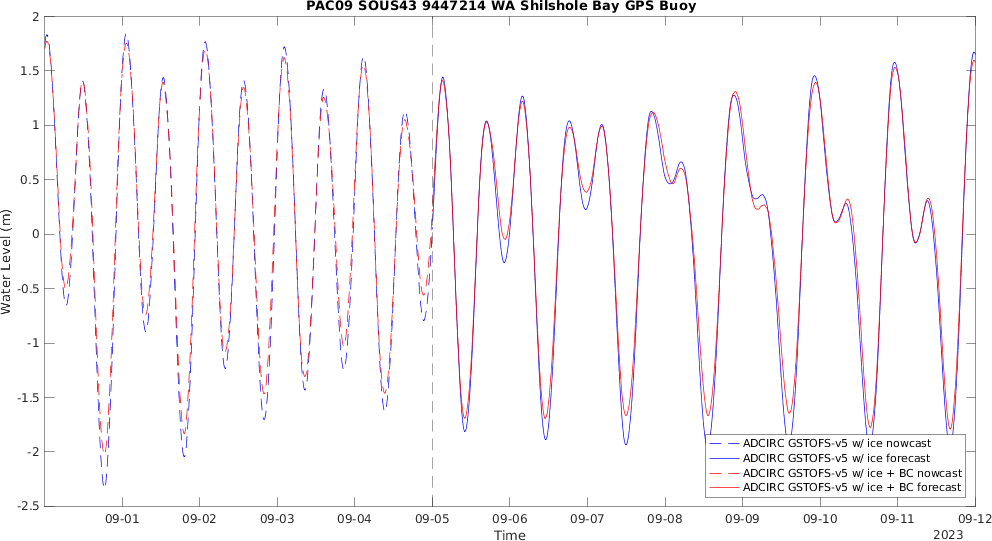 PAC09 SOUS43 9447214 WA Shilshole Bay GPS Buoy
2
1.5
1
0.5
0
-0.5
-1
-1.5
-2
-2.5
Water Level (m)
ADCIRC GSTOFS-v5 w/ ice nowcast
ADCIRC GSTOFS-v5 w/ ice forecast
ADCIRC GSTOFS-v5 w/ ice + BC nowcast
ADCIRC GSTOFS-v5 w/ ice + BC forecast
09-01 09-02 09-03 09-04 09-05 09-06 09-07 09-08 09-09 09-10 09-11 09-12
Time
2023